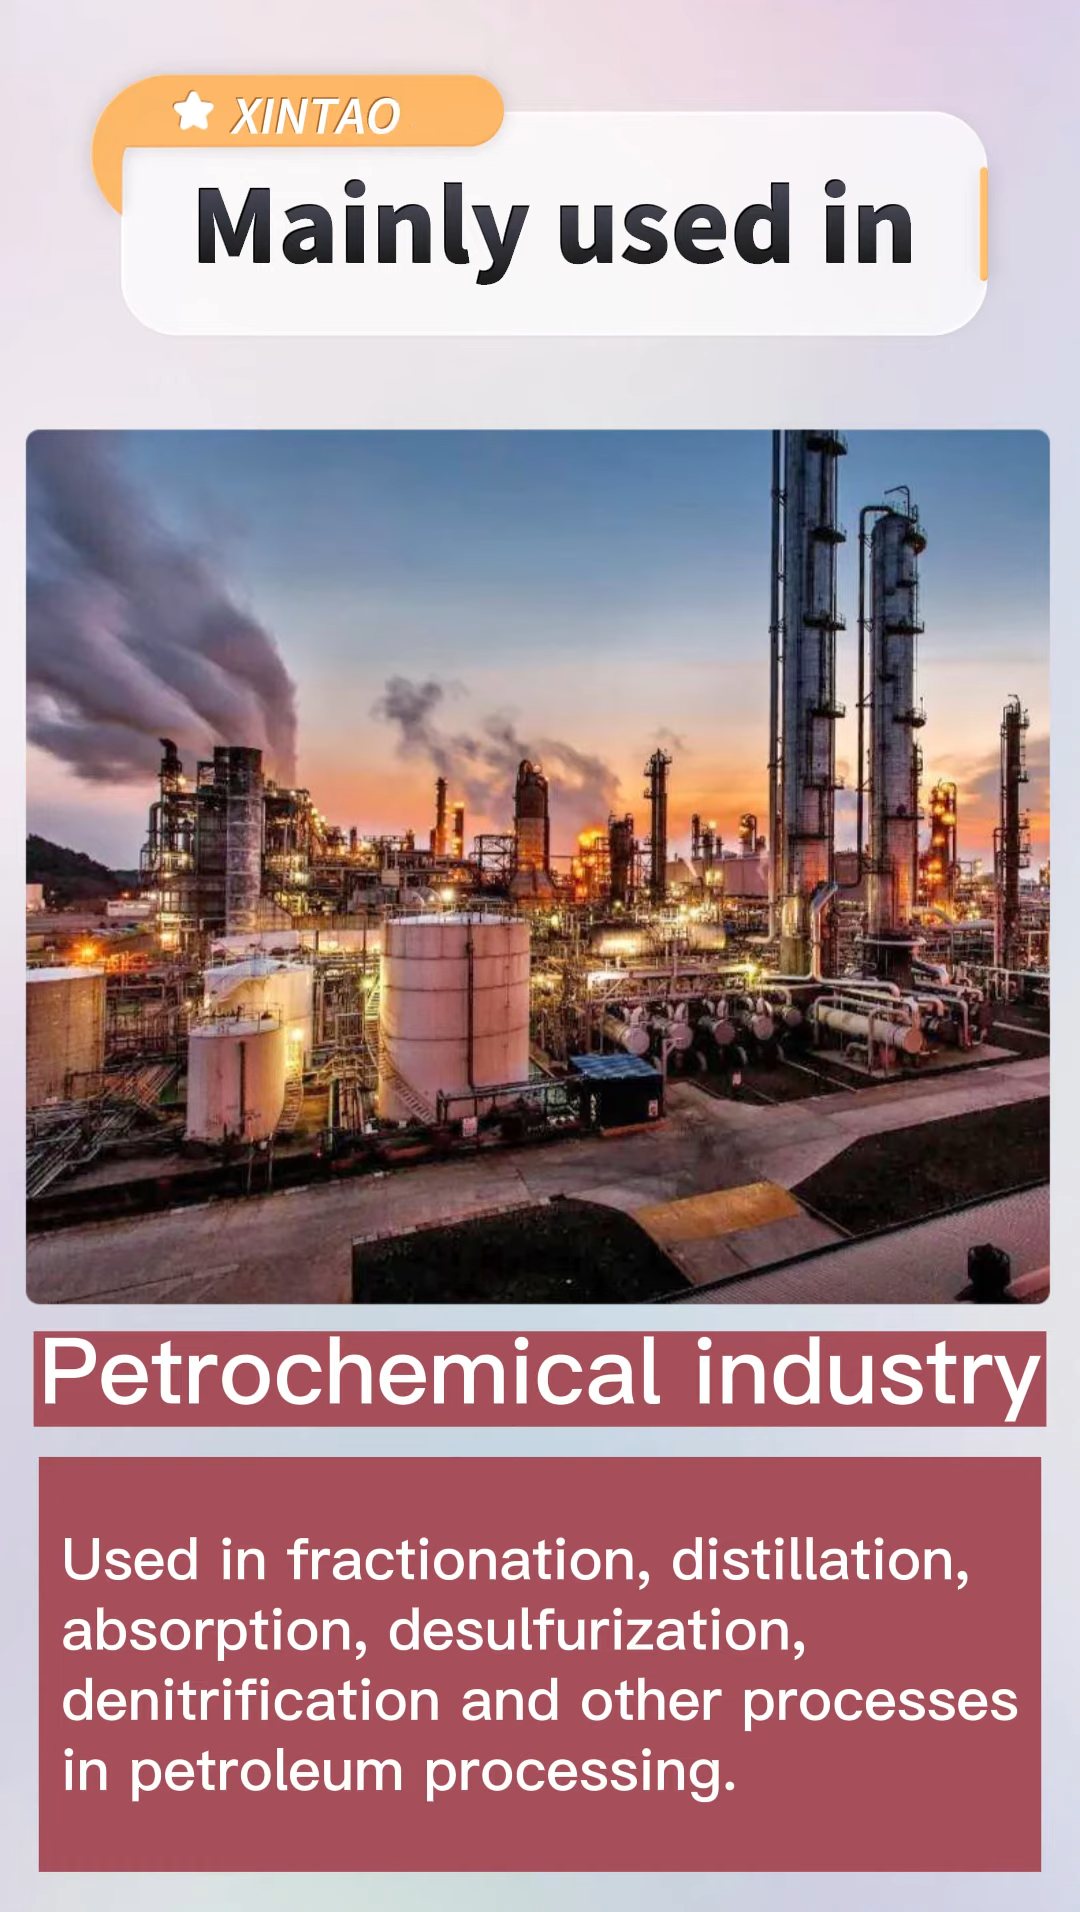 XINTAO
Mainly used in
Petrochemical industry
Used in fractionation, distillation,
absorption, desulfurization,
denitrification and other processes
in petroleum processing.